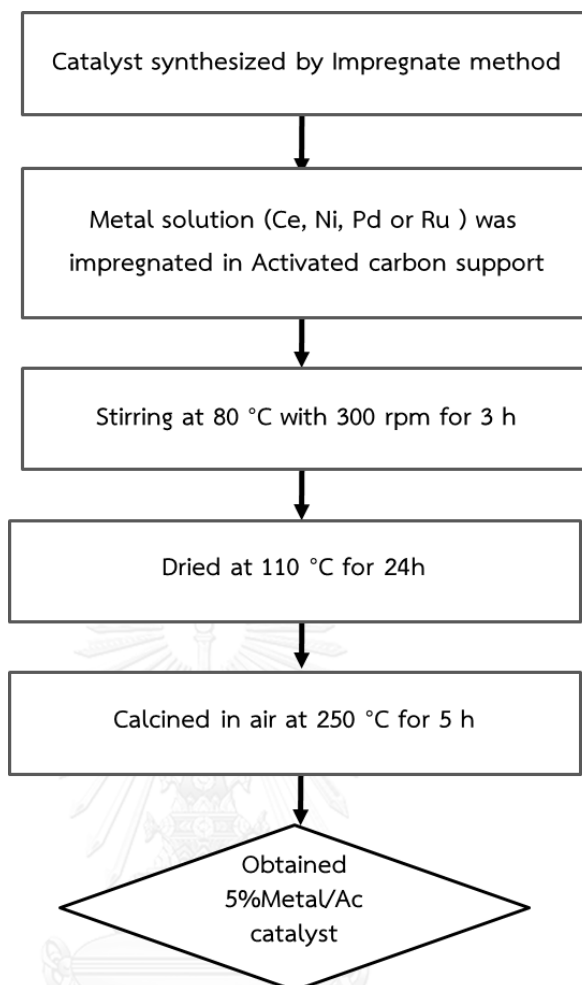 Catalyst synthesized by Impregnate method
Metal solution (Ce, Ni, Pd or Ru ) was
impregnated in Activated carbon support
Stirring at 80 °C with 300 rpm for 3 h
Dried at 110 °C for 24h
Calcined in air at 250 °C for 5 h
Obtained
5%Metal/Ac
catalyst